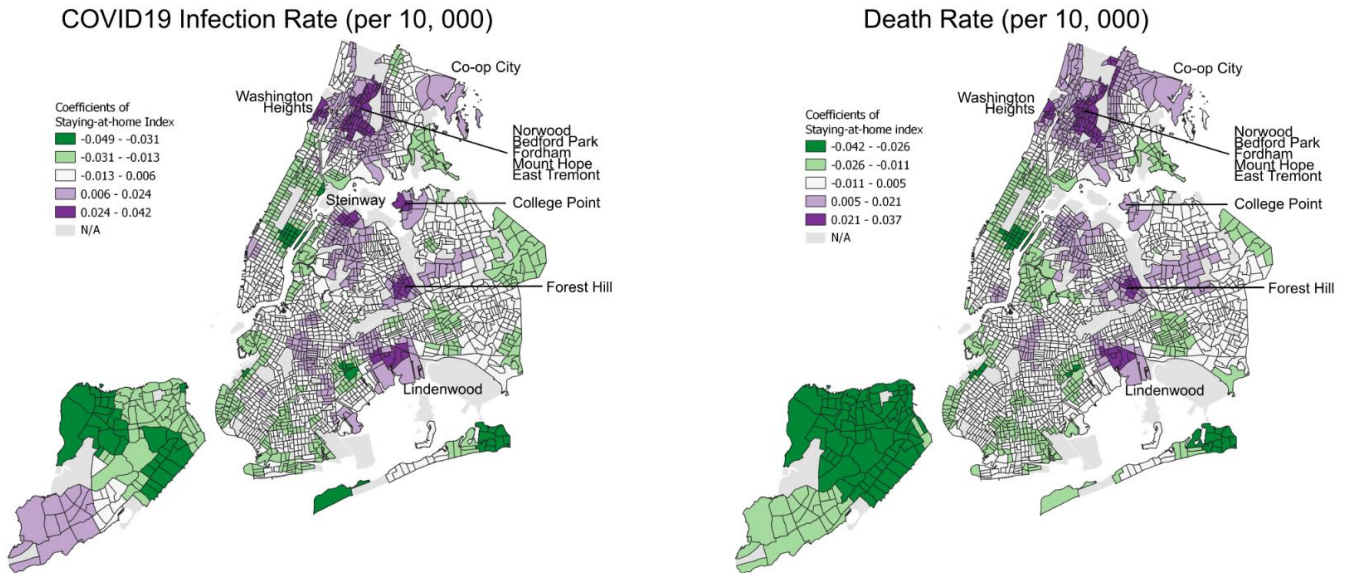 COVID19 Infection Rate (per 10, 000)
Coefficients of
Staying-at-home Index
-0.049 - -0.031
-0.031 - -0.013
-0.013 - 0.006
0.006 - 0.024
0.024 - 0.042
N/A
Co-op City
Washington
Heights
Norwood
Bedford Park
Fordham
Mount Hope
East Tremont
Steinway
College Point
Forest Hill
Lindenwood
Death Rate (per 10, 000)
Coefficients of
Staying-at-home index
-0.042 - -0.026
-0.026 - -0.011
-0.011 - 0.005
0.005 - 0.021
0.021 - 0.037
N/A
Co-op City
Washington
Heights
Norwood
Bedford Park
Fordham
Mount Hope
East Tremont
College Point
Forest Hill
Lindenwood